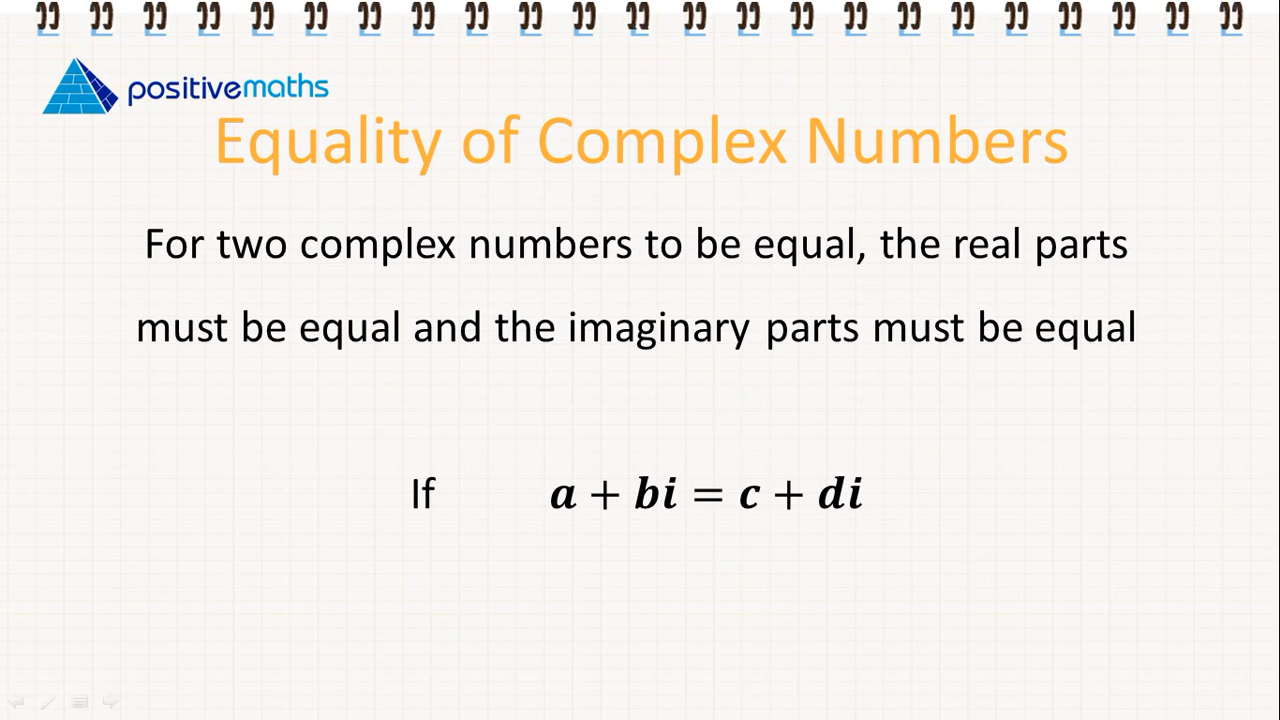 positivemaths
Equality of Complex Numbers
For two complex numbers to be equal, the real parts
must be equal and the imaginary parts must be equal
If a + bi = c + di